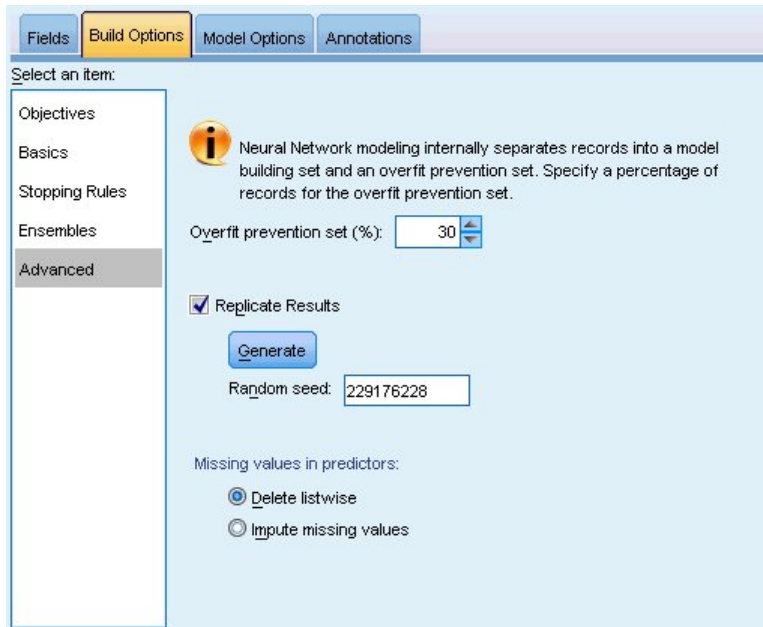 Fields
Build Options
Model Options
Annotations
Select an item:
Objectives
Basics
Stopping Rules
Ensembles
Advanced
Neural Network modeling internally separates records into a model
building set and an overfit prevention set. Specify a percentage of
records for the overfit prevention set.
Overfit prevention set (%): 30
Replicate Results
Generate
Random seed: 229176228
Missing values in predictors:
Delete listwise
Impute missing values